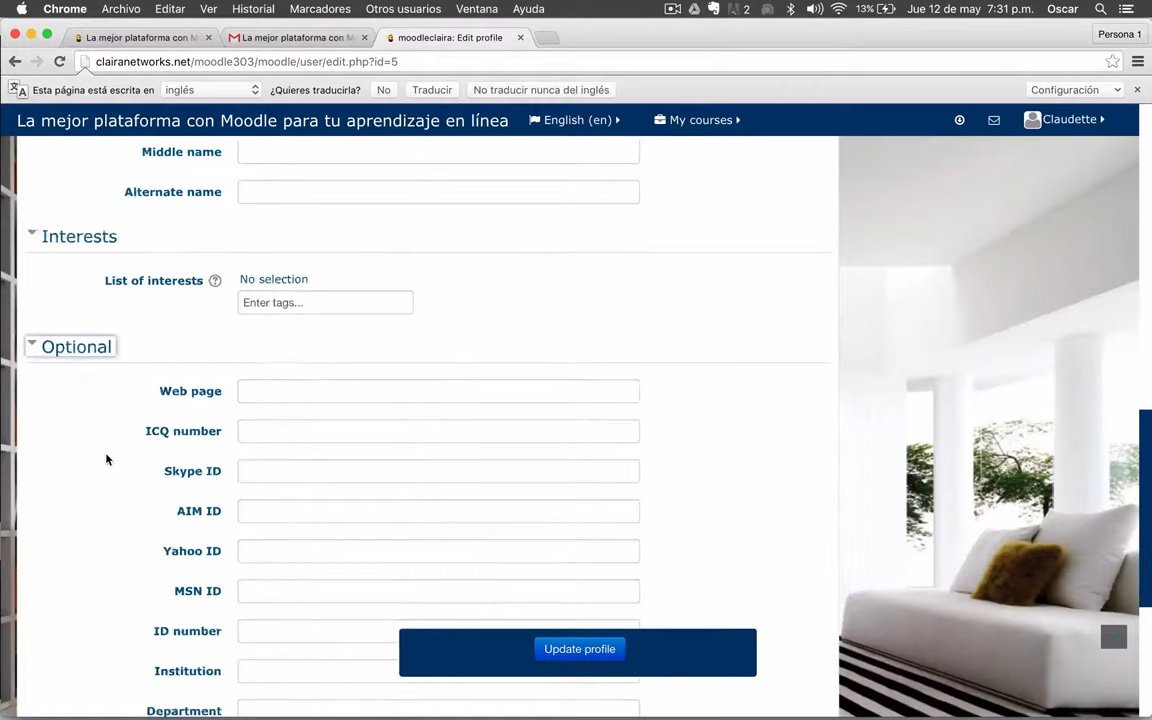 Chrome Archivo Editar Ver Historial Marcadores Otros usuarios Ventana Ayuda 2 13% Jue 12 de may 7:31 p.m. Oscar
La mejor plataforma con M La mejor plataforma con M moodleclaira: Edit profile Persona 1
clairanetworks.net/moodle303/moodle/user/edit.php?id=5
Esta página está escrita en inglés ¿Quieres traducirla? No Traducir No traducir nunca del inglés Configuración
La mejor plataforma con Moodle para tu aprendizaje en línea English (en) My courses Claudette
Middle name
Alternate name
Interests
List of interests No selection
Enter tags...
Optional
Web page
ICQ number
Skype ID
AIM ID
Yahoo ID
MSN ID
ID number
Update profile
Institution
Department